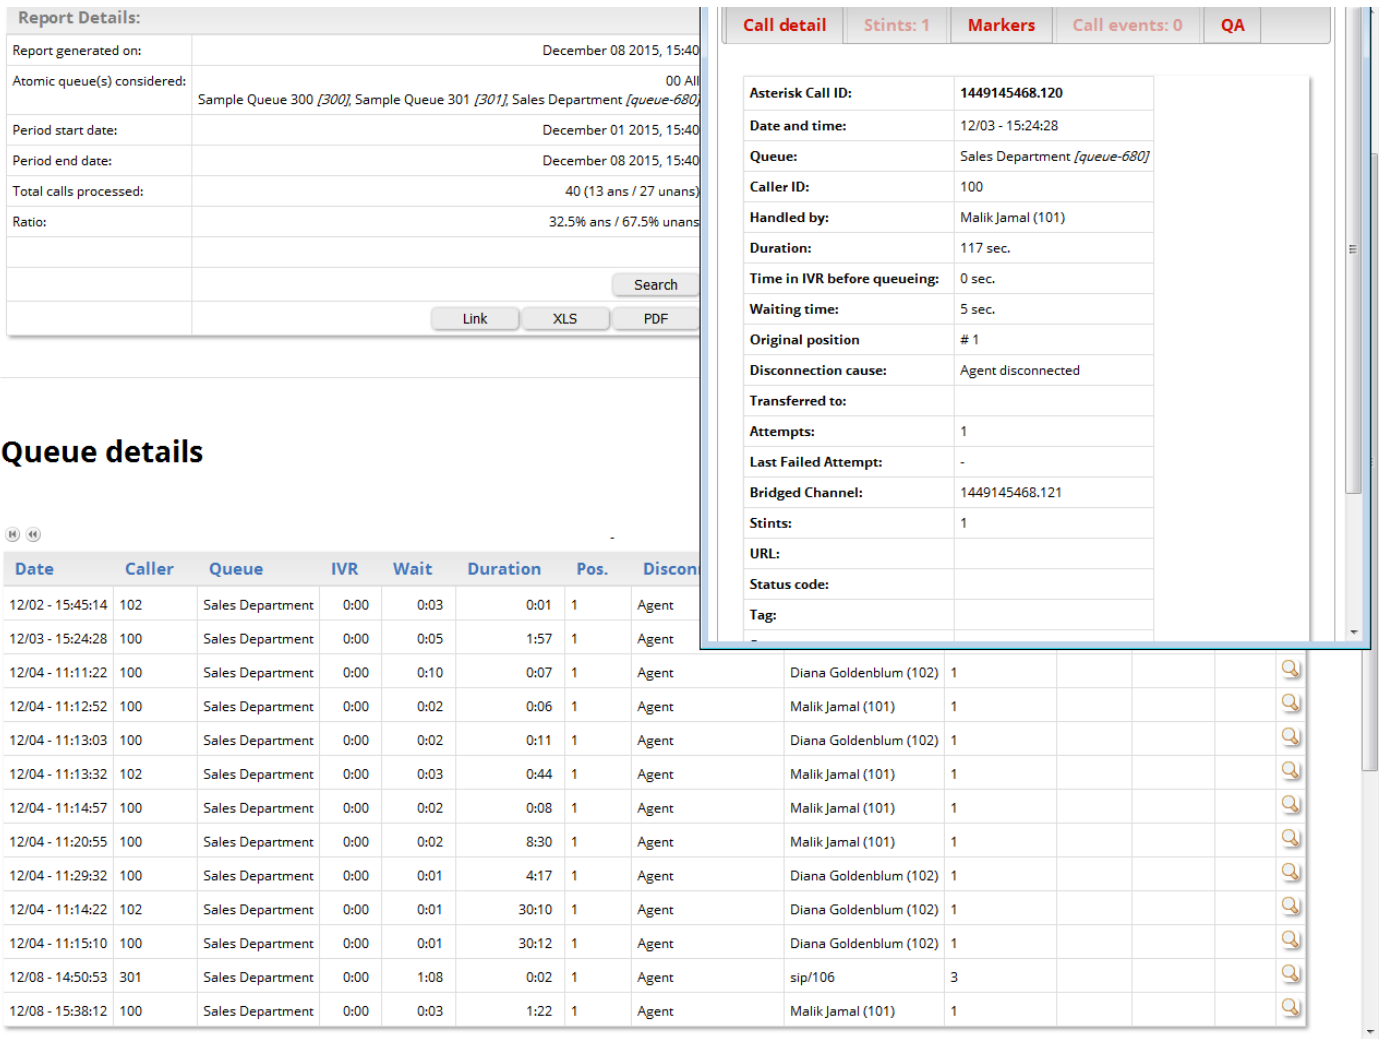 Report Details:
Report generated on: December 08 2015, 15:40
Atomic queue(s) considered: 00 All
Sample Queue 300 [300], Sample Queue 301 [301], Sales Department [queue-680]
Period start date: December 01 2015, 15:40
Period end date: December 08 2015, 15:40
Total calls processed: 40 (13 ans / 27 unans)
Ratio: 32.5% ans / 67.5% unans
Search
Link XLS PDF
Call detail Stints: 1 Markers Call events: 0 QA
Asterisk Call ID: 1449145468.120
Date and time: 12/03 - 15:24:28
Queue: Sales Department [queue-680]
Caller ID: 100
Handled by: Malik Jamal (101)
Duration: 117 sec.
Time in IVR before queueing: 0 sec.
Waiting time: 5 sec.
Original position # 1
Disconnection cause: Agent disconnected
Transferred to:
Attempts: 1
Last Failed Attempt: -
Bridged Channel: 1449145468.121
Stints: 1
URL:
Status code:
Tag:
Queue details
-
Date Caller Queue IVR Wait Duration Pos. Disconn
12/02 - 15:45:14 102 Sales Department 0:00 0:03 0:01 1 Agent
12/03 - 15:24:28 100 Sales Department 0:00 0:05 1:57 1 Agent
12/04 - 11:11:22 100 Sales Department 0:00 0:10 0:07 1 Agent Diana Goldenblum (102) 1
12/04 - 11:12:52 100 Sales Department 0:00 0:02 0:06 1 Agent Malik Jamal (101) 1
12/04 - 11:13:03 100 Sales Department 0:00 0:02 0:11 1 Agent Diana Goldenblum (102) 1
12/04 - 11:13:32 102 Sales Department 0:00 0:03 0:44 1 Agent Malik Jamal (101) 1
12/04 - 11:14:57 100 Sales Department 0:00 0:02 0:08 1 Agent Malik Jamal (101) 1
12/04 - 11:20:55 100 Sales Department 0:00 0:02 8:30 1 Agent Malik Jamal (101) 1
12/04 - 11:29:32 100 Sales Department 0:00 0:01 4:17 1 Agent Diana Goldenblum (102) 1
12/04 - 11:14:22 102 Sales Department 0:00 0:01 30:10 1 Agent Diana Goldenblum (102) 1
12/04 - 11:15:10 100 Sales Department 0:00 0:01 30:12 1 Agent Diana Goldenblum (102) 1
12/08 - 14:50:53 301 Sales Department 0:00 1:08 0:02 1 Agent sip/106 3
12/08 - 15:38:12 100 Sales Department 0:00 0:03 1:22 1 Agent Malik Jamal (101) 1